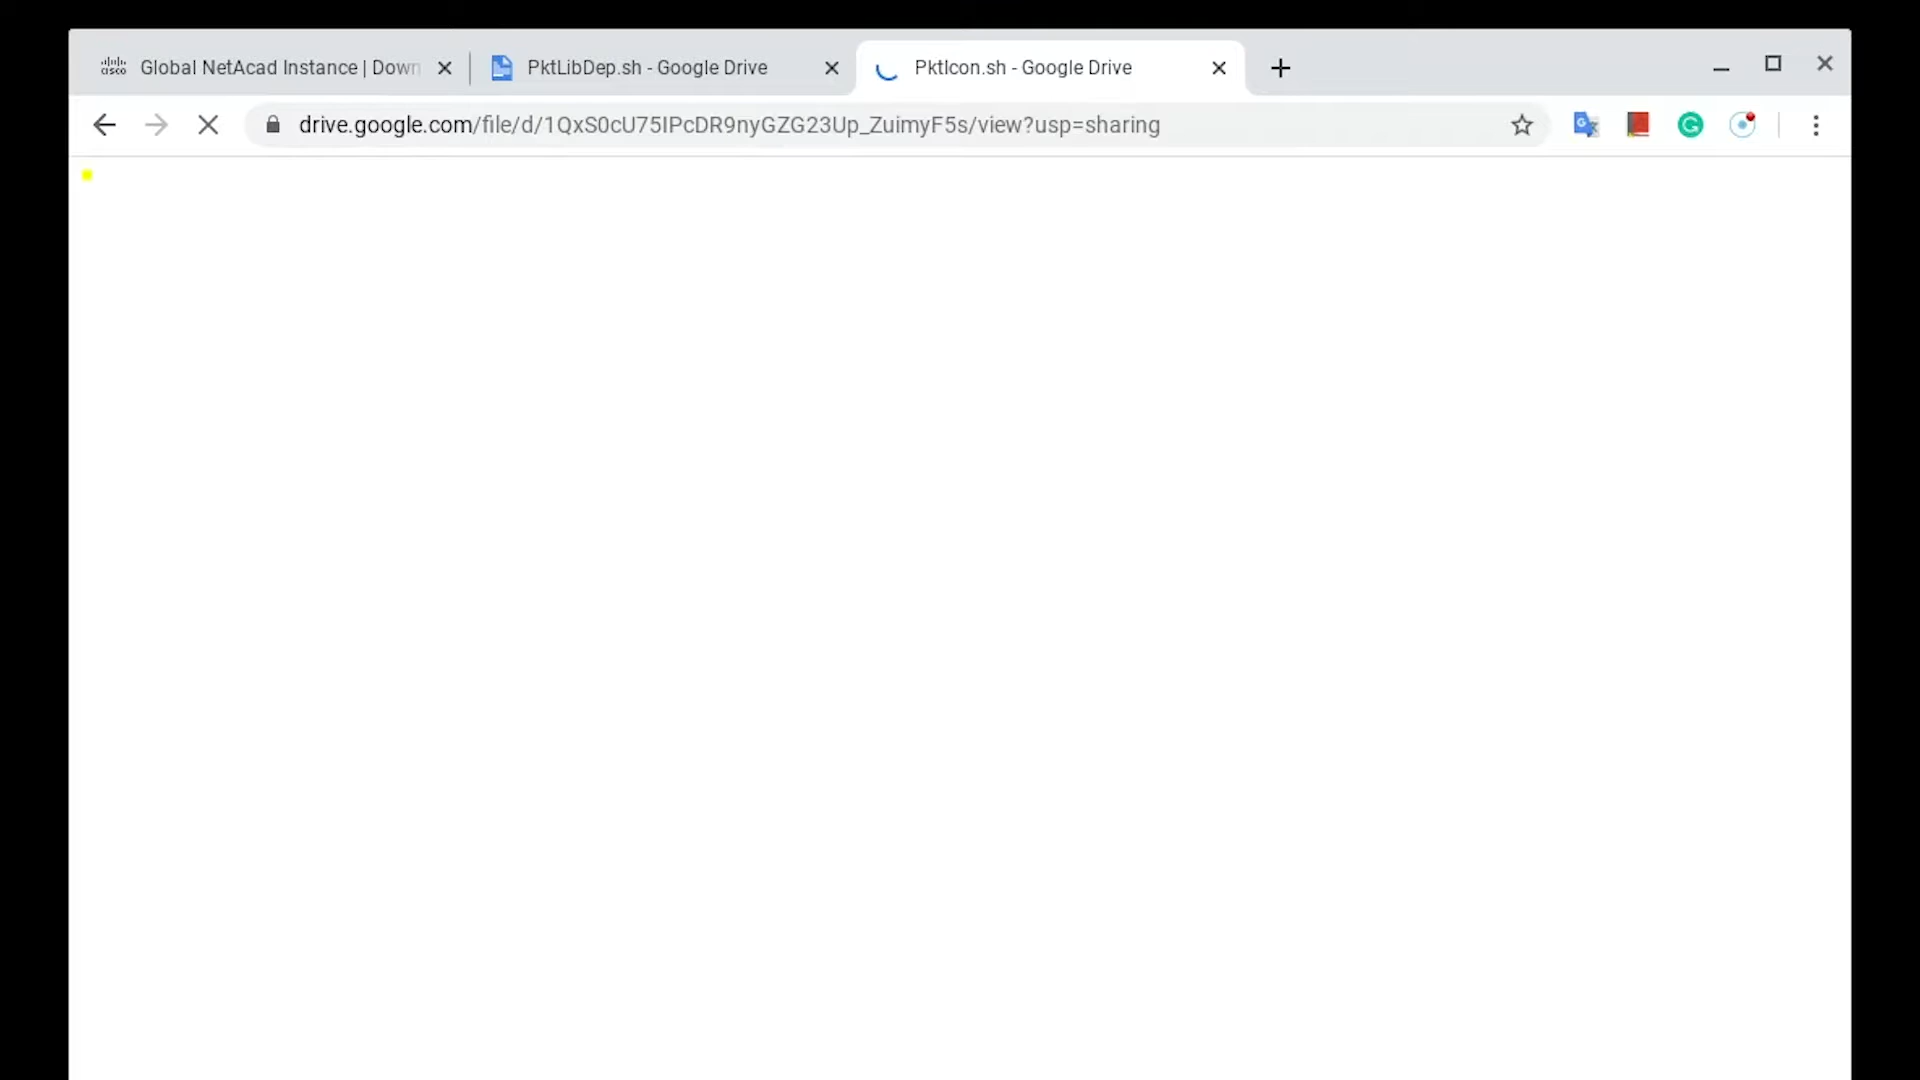 Global NetAcad Instance | Down
PktLibDep.sh - Google Drive
PktIcon.sh - Google Drive
drive.google.com/file/d/1QxS0cU75IPcDR9nyGZG23Up_ZuimyF5s/view?usp=sharing